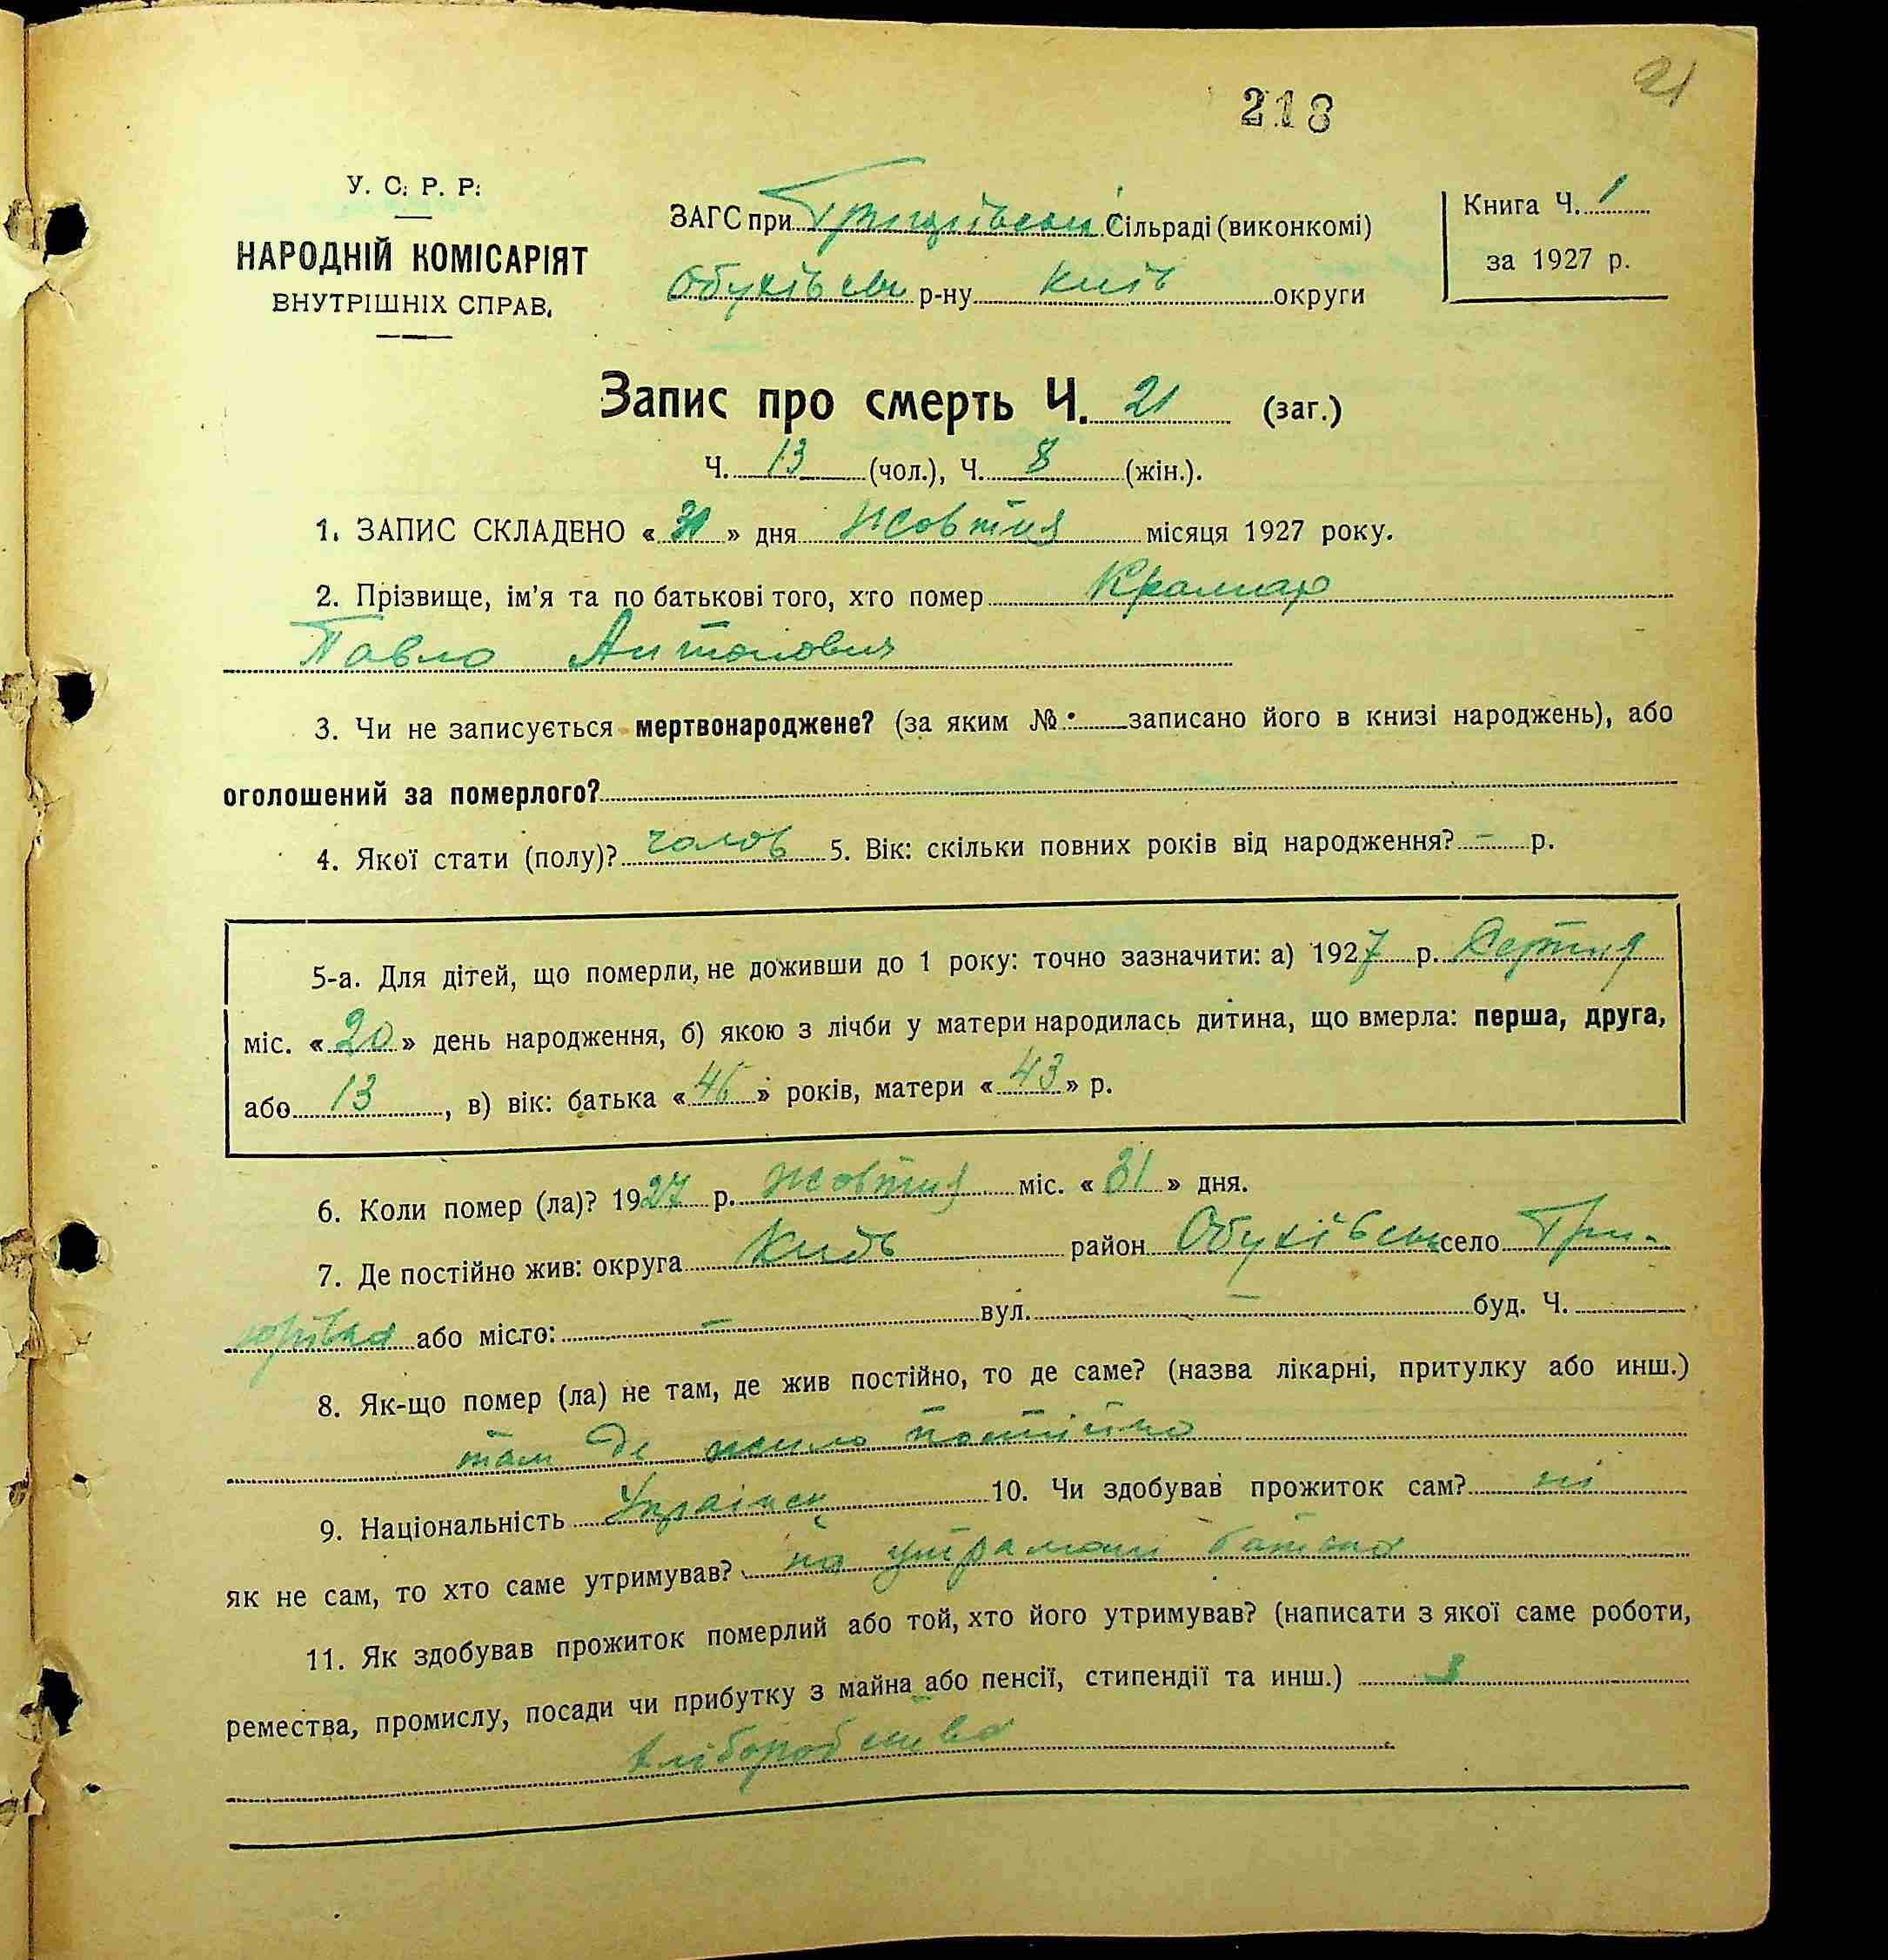 21
218
У. С. Р. Р.
НАРОДНІЙ КОМІСАРІЯТ
ВНУТРІШНІХ СПРАВ.
ЗАГС при Григорівськ Сільраді (виконкомі)
Обухівськ р-ну Київ округи
Книга Ч. 1
за 1927 р.
Запис про смерть Ч. 21 (заг.)
Ч. 13 (чол.), Ч. 8 (жін.).
1. ЗАПИС СКЛАДЕНО « 31 » дня Жовтня місяця 1927 року.
2. Прізвище, ім'я та по батькові того, хто помер Крамар
Павло Антонович
3. Чи не записується мертвонароджене? (за яким № записано його в книзі народжень), або
оголошений за померлого?
4. Якої стати (полу)? чолов 5. Вік: скільки повних років від народження? – р.
5-а. Для дітей, що померли, не доживши до 1 року: точно зазначити: а) 1927 р. Серпня
міс. « 20 » день народження, б) якою з лічби у матери народилась дитина, що вмерла: перша, друга,
або 13, в) вік: батька « 46 » років, матери « 43 » р.
6. Коли помер (ла)? 1927 р. Жовтня міс. « 31 » дня.
7. Де постійно жив: округа Київ район Обухівськ село Гри-
горівка або місто: – вул. – буд. Ч.
8. Як-що помер (ла) не там, де жив постійно, то де саме? (назва лікарні, притулку або инш.)
там де жило постійно
9. Національність Українец 10. Чи здобував прожиток сам? ні
як не сам, то хто саме утримував? на утриманні батька
11. Як здобував прожиток померлий або той, хто його утримував? (написати з якої саме роботи,
ремества, промислу, посади чи прибутку з майна або пенсії, стипендії та инш.) з
хліборобства